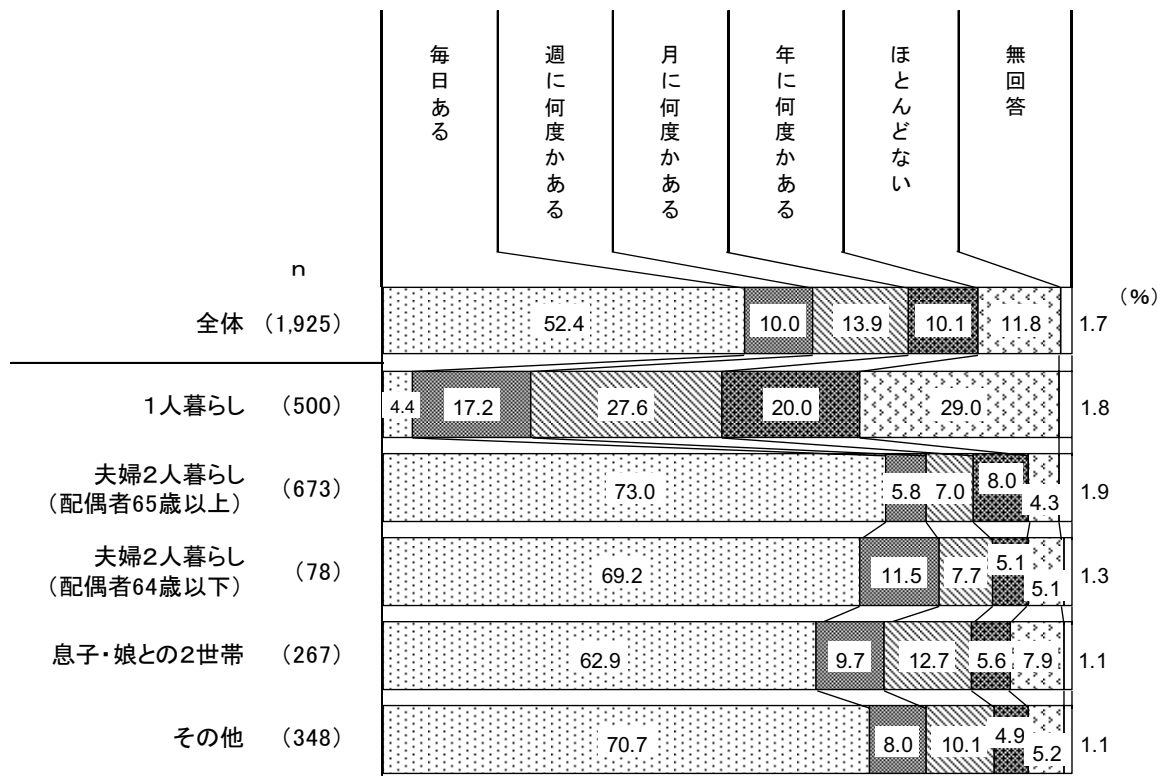 毎日ある
週に何度かある
月に何度かある
年に何度かある
ほとんどない
無回答
n
(%)
全体 (1,925) 52.4 10.0 13.9 10.1 11.8 1.7
1人暮らし (500) 4.4 17.2 27.6 20.0 29.0 1.8
夫婦2人暮らし
(配偶者65歳以上) (673) 73.0 5.8 7.0 8.0 4.3 1.9
夫婦2人暮らし
(配偶者64歳以下) (78) 69.2 11.5 7.7 5.1 5.1 1.3
息子・娘との2世帯 (267) 62.9 9.7 12.7 5.6 7.9 1.1
その他 (348) 70.7 8.0 10.1 4.9 5.2 1.1